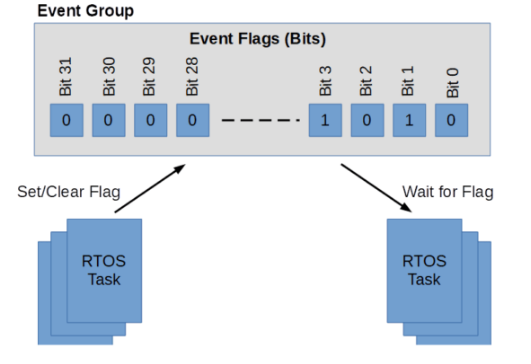 Event Group
Event Flags (Bits)
Bit 31 Bit 30 Bit 29 Bit 28 Bit 3 Bit 2 Bit 1 Bit 0
0 0 0 0 1 0 1 0
Set/Clear Flag Wait for Flag
RTOS RTOS
Task Task